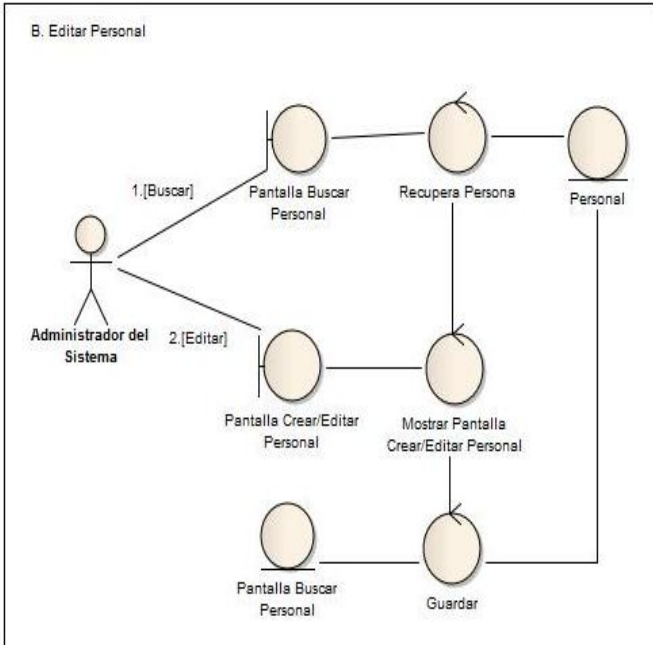 B. Editar Personal
1.[Buscar]
Pantalla Buscar
Personal
Recupera Persona
Personal
Administrador del
Sistema
2.[Editar]
Pantalla Crear/Editar
Personal
Mostrar Pantalla
Crear/Editar Personal
Pantalla Buscar
Personal
Guardar